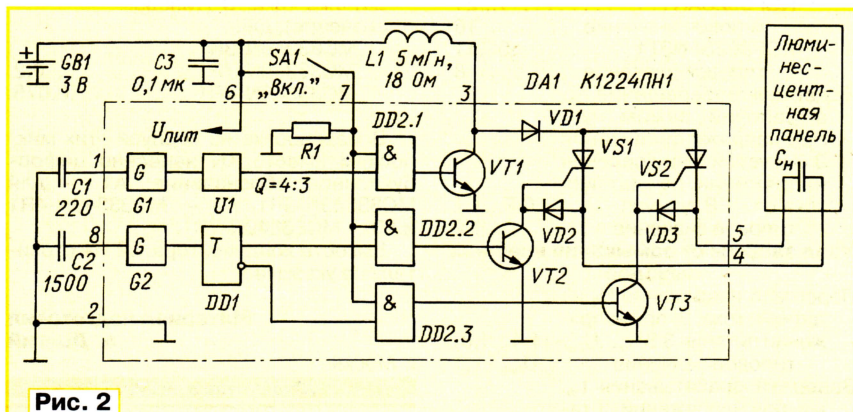 GB1
3 В
C3
0,1 мк
6
SA1
„Вкл."
7
L1 5 мГн,
18 Ом
3
DA1 К1224ПН1
Люми-
нес-
цент-
ная
панель
Cн
Uпит
R1
DD2.1
&
VT1
VD1
VS1
VS2
1
C1
220
G
G1
U1
Q=4:3
8
C2
1500
G
G2
T
DD1
&
DD2.2
VT2
VD2
VD3
5
4
2
&
DD2.3
VT3
Рис. 2